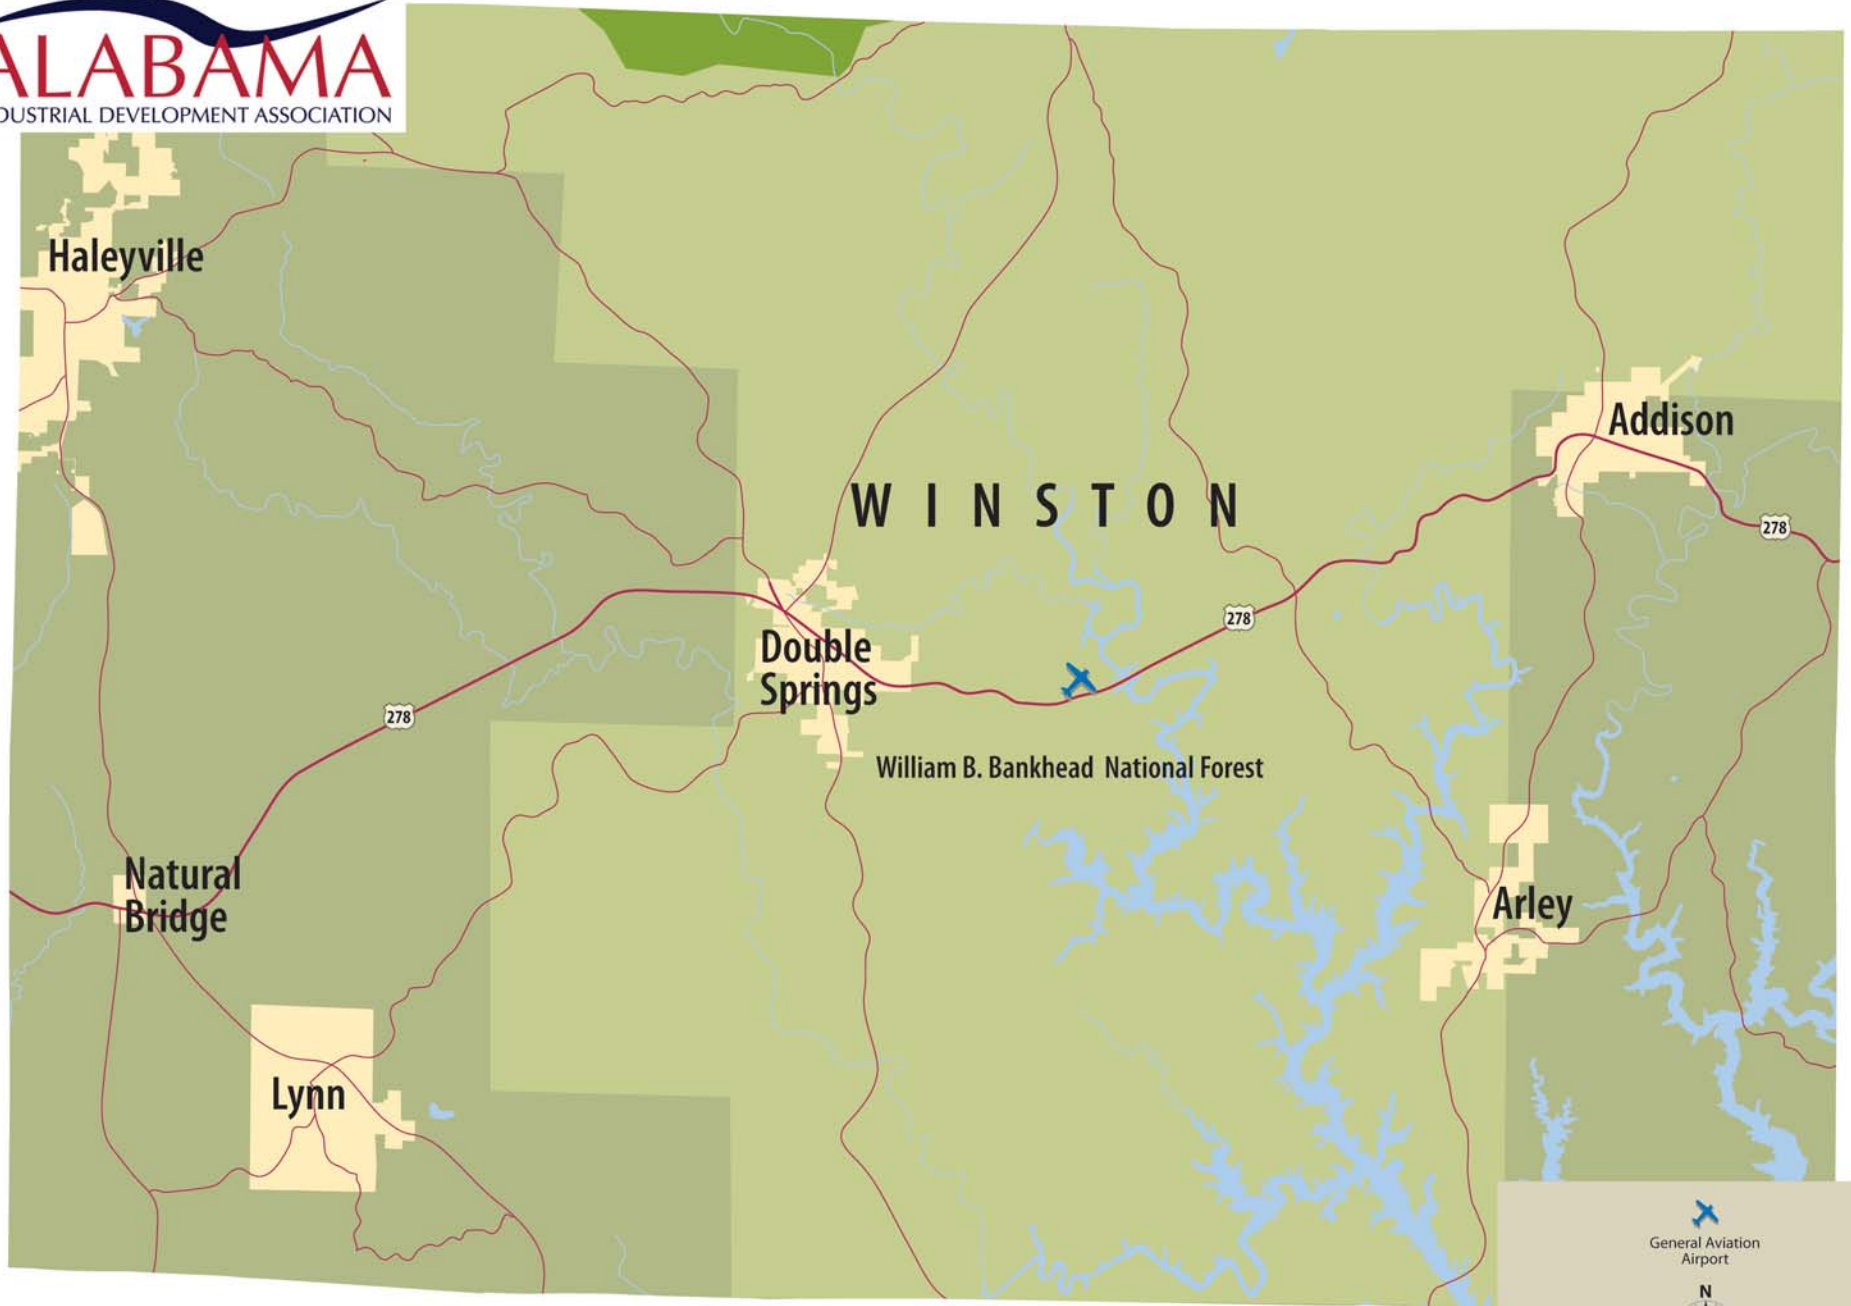 ALABAMA
DUSTRIAL DEVELOPMENT ASSOCIATION
Haleyville
Addison
WINSTON
278
278
Double
Springs
278
William B. Bankhead National Forest
Natural
Bridge
Arley
Lynn
General Aviation
Airport
N